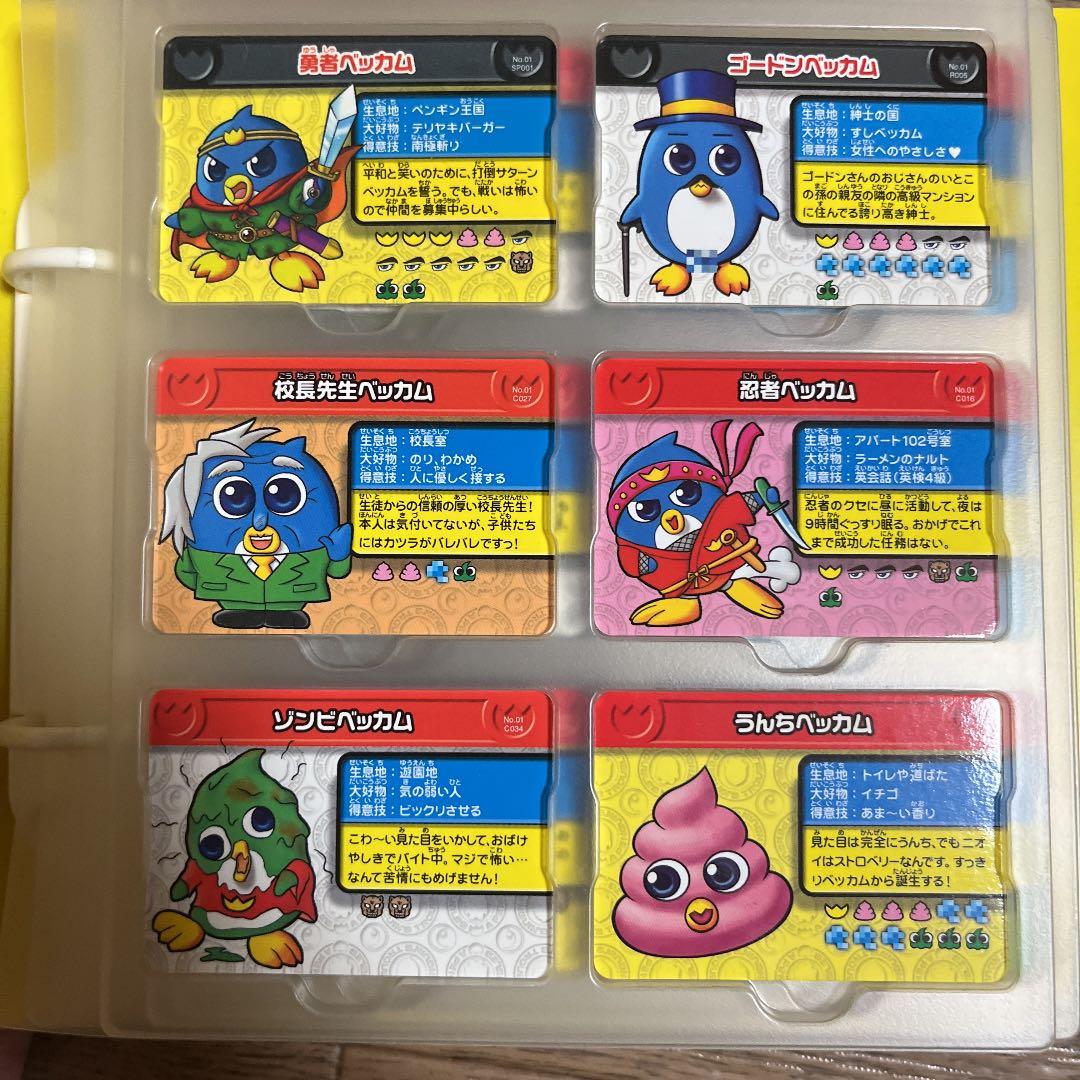 勇者ベッカム
No.01
SP001
生息地：ペンギン王国
大好物：テリヤキバーガー
得意技：南極斬り
平和と笑いのために、打倒サターン
ベッカムを誓う。でも、戦いは怖い
ので仲間を募集中らしい。
ゴードンベッカム
No.01
R005
生息地：紳士の国
大好物：すしベッカム
得意技：女性へのやさしさ♥
ゴードンさんのおじさんのいとこ
の孫の親友の隣の高級マンション
に住んでる誇り高き紳士。
校長先生ベッカム
No.01
C027
生息地：校長室
大好物：のり、わかめ
得意技：人に優しく接する
生徒からの信頼の厚い校長先生！
本人は気付いてないが、子供たち
にはカツラがバレバレですっ！
忍者ベッカム
No.01
C016
生息地：アパート102号室
大好物：ラーメンのナルト
得意技：英会話（英検4級）
忍者のクセに昼に活動して、夜は
9時間ぐっすり眠る。おかげでこれ
まで成功した任務はない。
ゾンビベッカム
No.01
C034
生息地：遊園地
大好物：気の弱い人
得意技：ビックリさせる
こわ〜い見た目をいかして、おばけ
やしきでバイト中。マジで怖い…
なんて苦情にもめげません！
うんちベッカム
生息地：トイレや道ばた
大好物：イチゴ
得意技：あま〜い香り
見た目は完全にうんち、でもニオ
イはストロベリーなんです。すっき
りベッカムから誕生する！